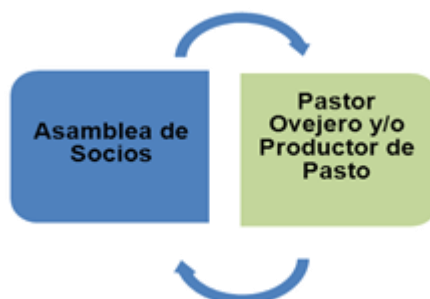 Asamblea de
Socios
Pastor
Ovejero y/o
Productor de
Pasto